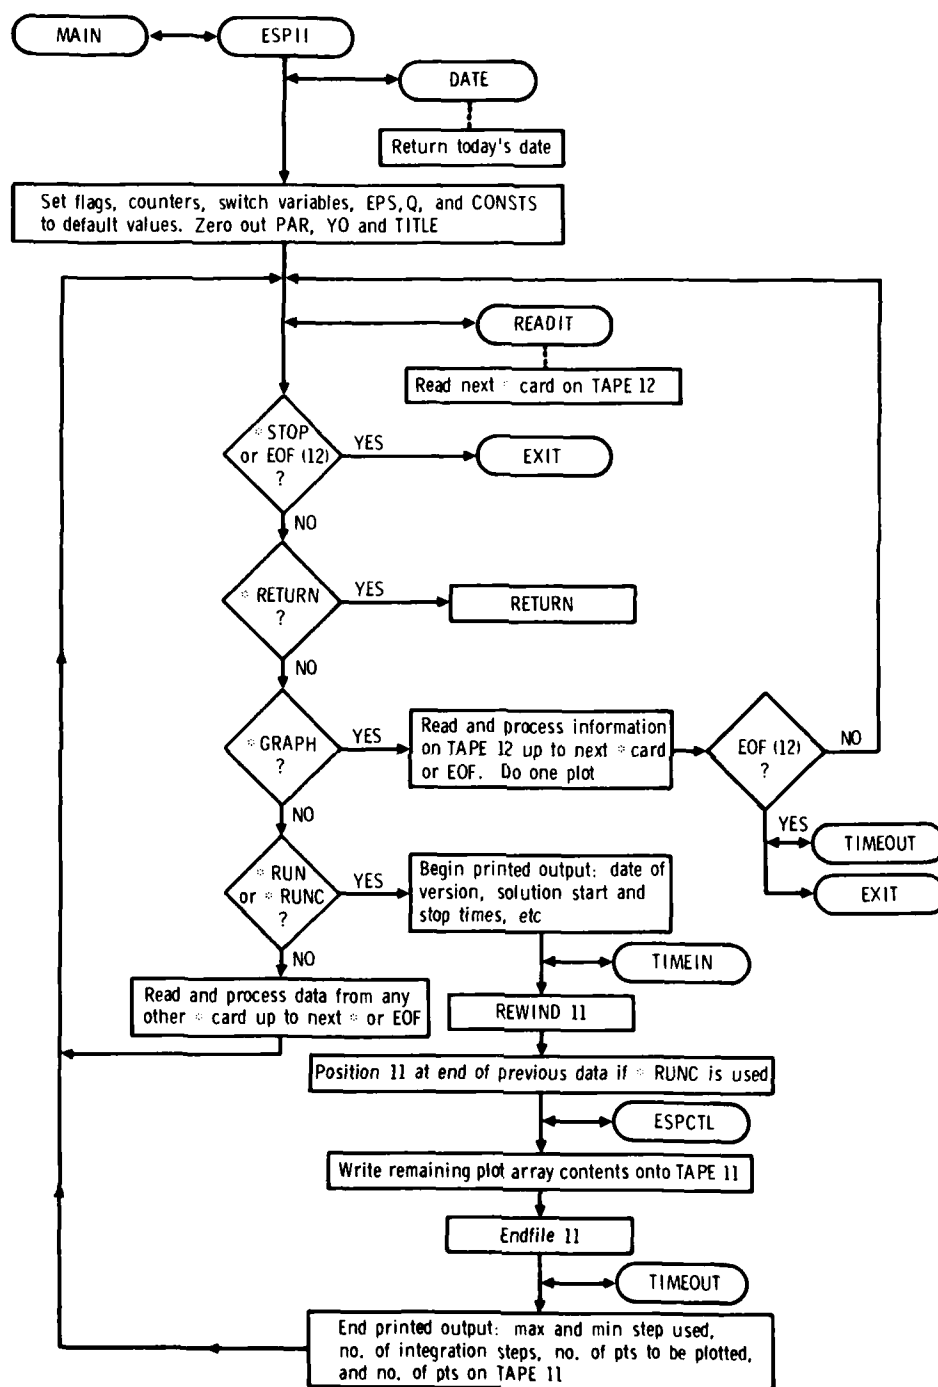 MAIN
ESPII
DATE
Return today's date
Set flags, counters, switch variables, EPS,Q, and CONSTS
to default values. Zero out PAR, YO and TITLE
READIT
Read next * card on TAPE 12
* STOP
or EOF (12)
?
YES
EXIT
NO
* RETURN
?
YES
RETURN
NO
* GRAPH
?
YES
Read and process information
on TAPE 12 up to next * card
or EOF. Do one plot
EOF (12)
?
NO
YES
TIMEOUT
EXIT
NO
* RUN
or * RUNC
?
YES
Begin printed output: date of
version, solution start and
stop times, etc
NO
TIMEIN
Read and process data from any
other * card up to next * or EOF
REWIND 11
Position 11 at end of previous data if * RUNC is used
ESPCTL
Write remaining plot array contents onto TAPE 11
Endfile 11
TIMEOUT
End printed output: max and min step used,
no. of integration steps, no. of pts to be plotted,
and no. of pts on TAPE 11